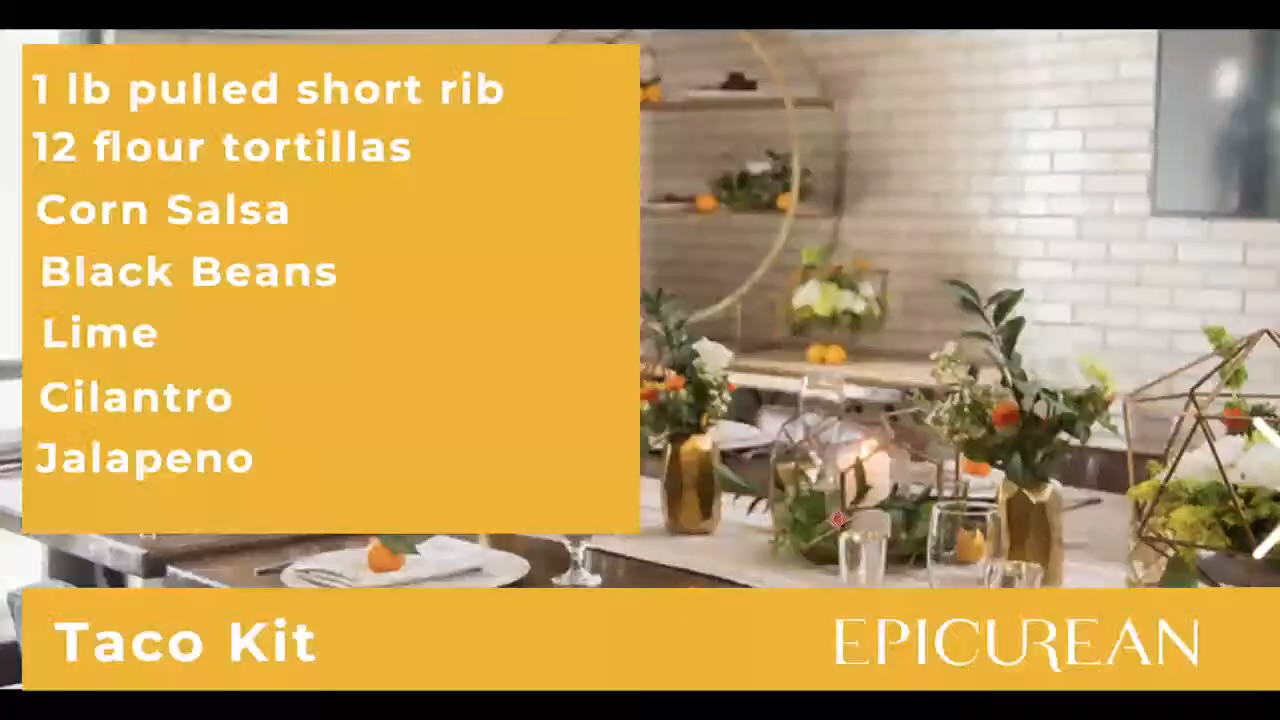 1 lb pulled short rib
12 flour tortillas
Corn Salsa
Black Beans
Lime
Cilantro
Jalapeno
Taco Kit
EPICUREAN